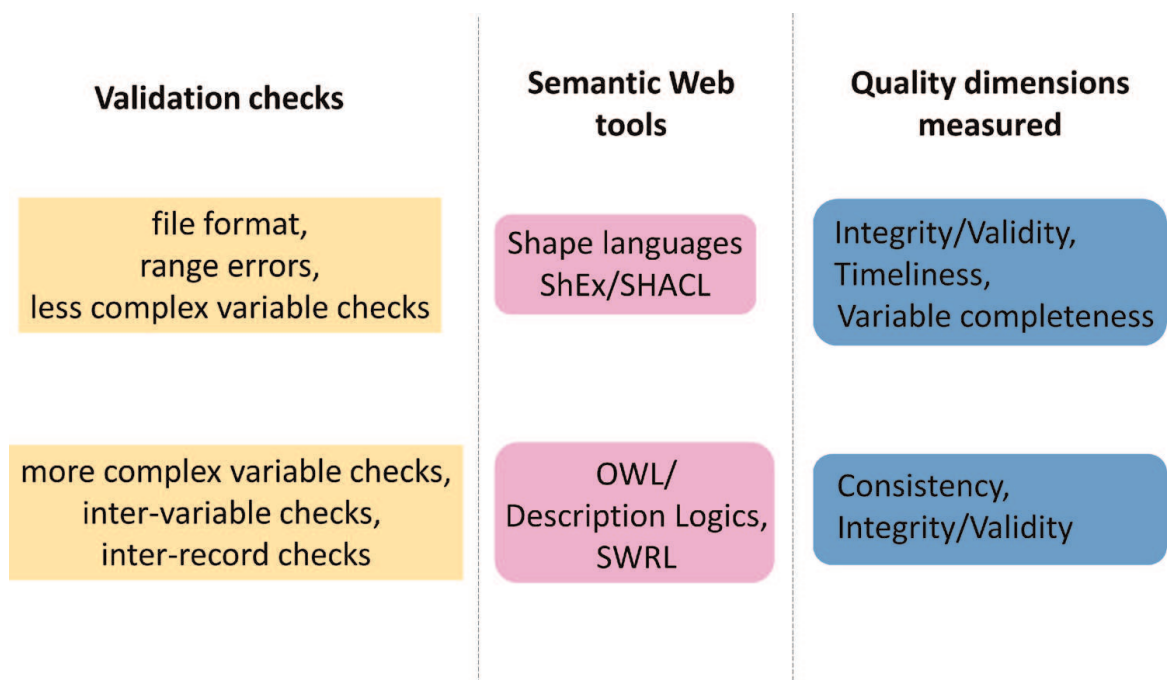 Validation checks
Semantic Web
tools
Quality dimensions
measured
file format,
range errors,
less complex variable checks
Shape languages
ShEx/SHACL
Integrity/Validity,
Timeliness,
Variable completeness
more complex variable checks,
inter-variable checks,
inter-record checks
OWL/
Description Logics,
SWRL
Consistency,
Integrity/Validity